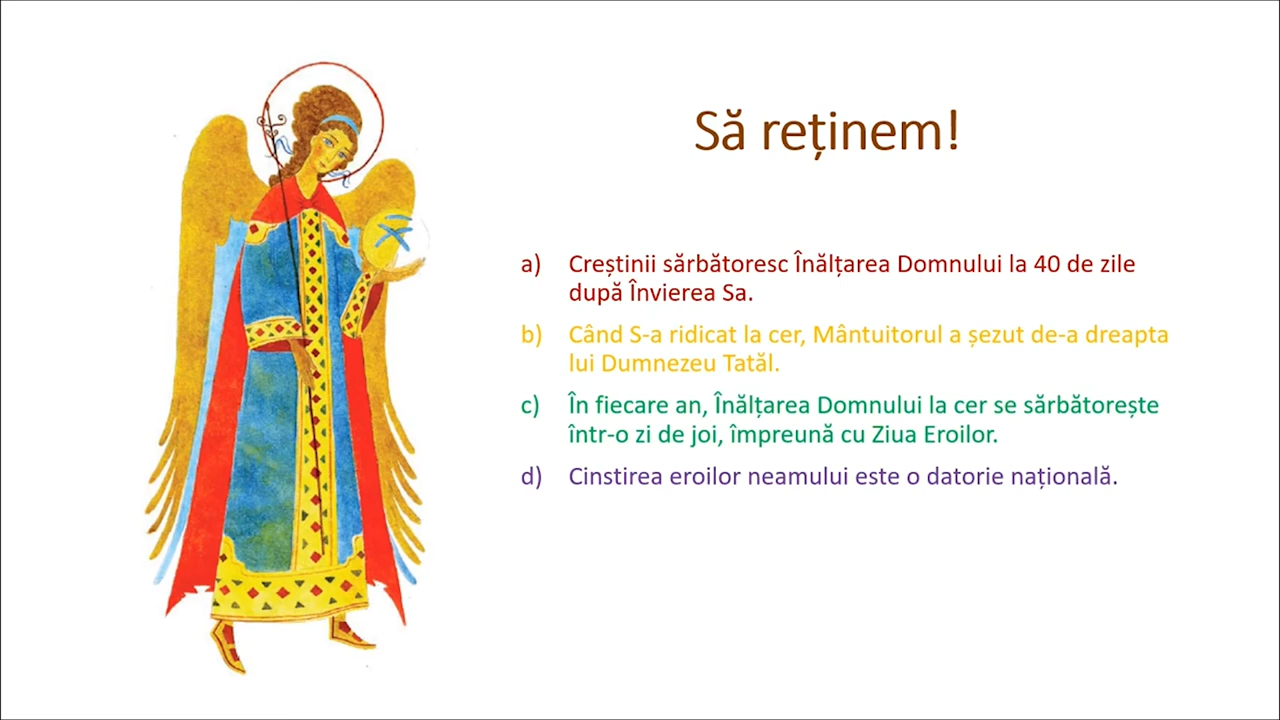 Să reținem!
a) Creștinii sărbătoresc Înălțarea Domnului la 40 de zile
după Învierea Sa.
b) Când S-a ridicat la cer, Mântuitorul a șezut de-a dreapta
lui Dumnezeu Tatăl.
c) În fiecare an, Înălțarea Domnului la cer se sărbătorește
într-o zi de joi, împreună cu Ziua Eroilor.
d) Cinstirea eroilor neamului este o datorie națională.